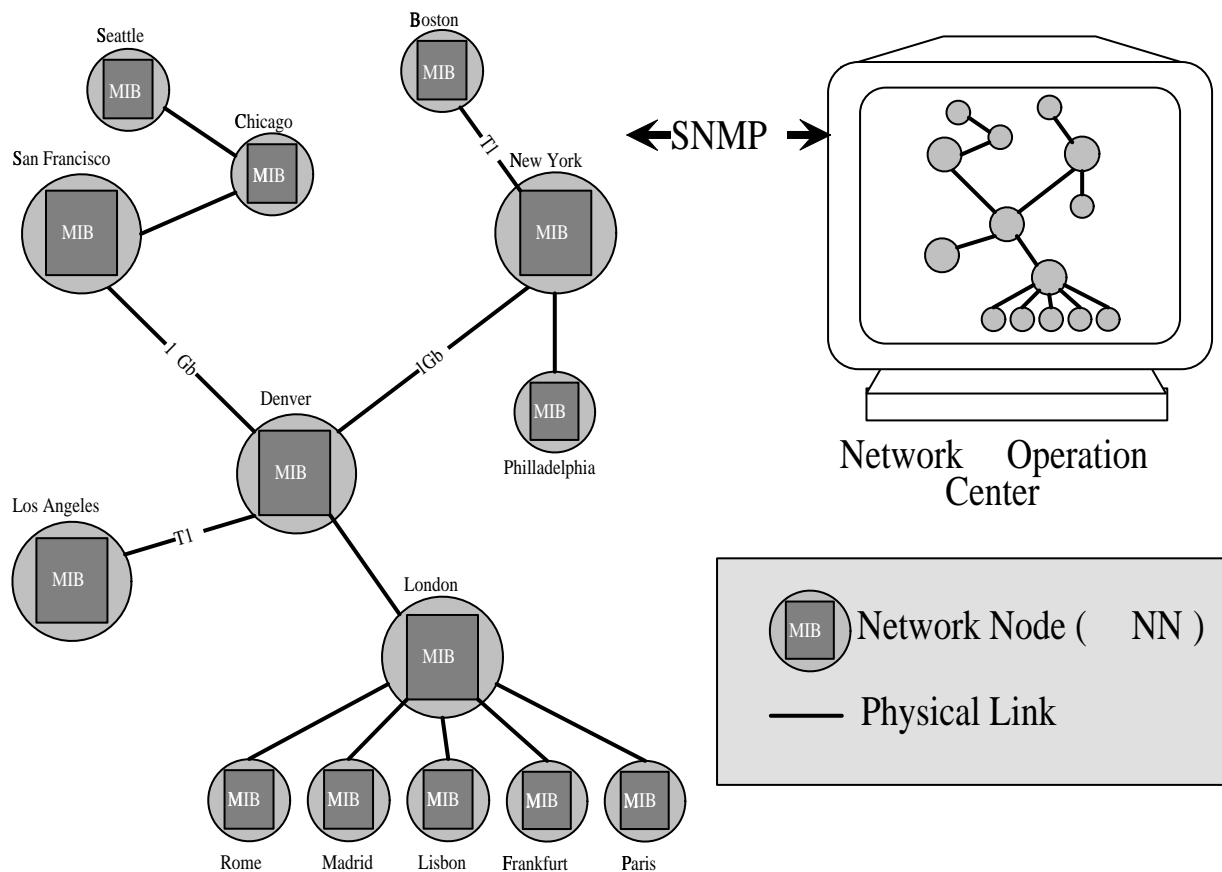 Seattle
MIB
Chicago
MIB
San Francisco
MIB
Boston
MIB
T1
New York
MIB
SNMP
1 Gb
1Gb
MIB
Philladelphia
Denver
MIB
Los Angeles
MIB
T1
London
MIB
MIB
MIB
MIB
MIB
MIB
Rome
Madrid
Lisbon
Frankfurt
Paris
Network Operation
Center
MIB
Network Node ( NN )
Physical Link